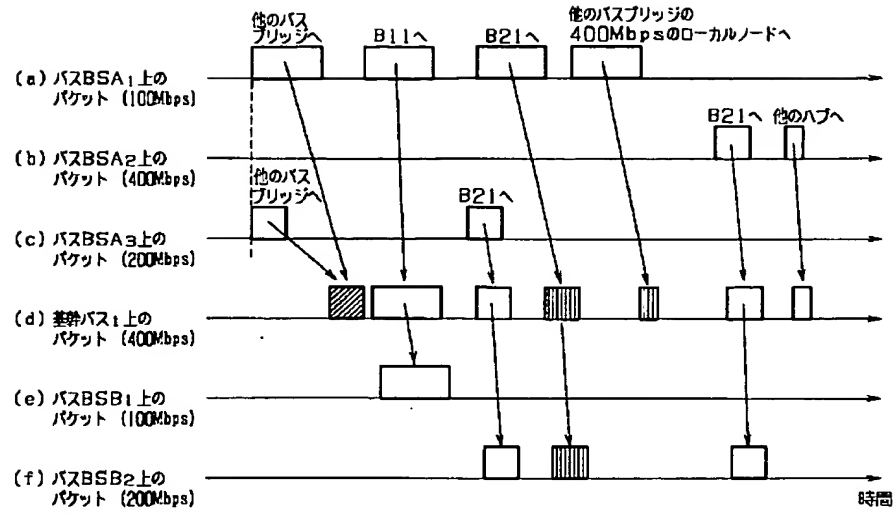 他のバス
ブリッジへ
B11へ
B21へ
他のバスブリッジの
400Mbpsのローカルノードへ
(a) バスBSA1上の
パケット (100Mbps)
B21へ
他のハブへ
(b) バスBSA2上の
パケット (400Mbps)
他のバス
ブリッジへ
B21へ
(c) バスBSA3上の
パケット (200Mbps)
(d) 基幹バス1上の
パケット (400Mbps)
(e) バスBSB1上の
パケット (100Mbps)
(f) バスBSB2上の
パケット (200Mbps)
時間